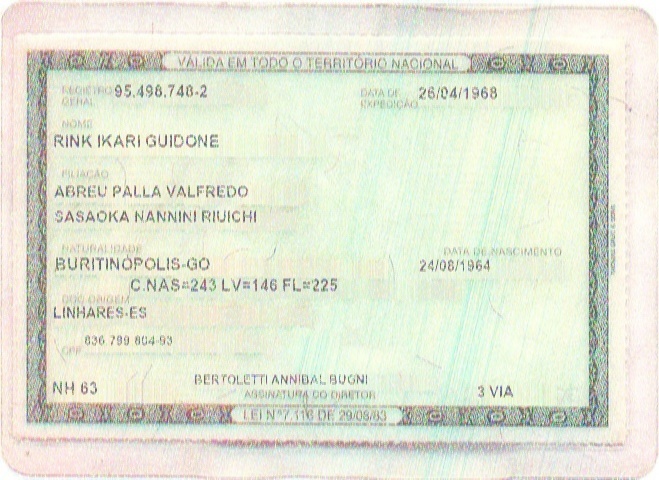 VÁLIDA EM TODO O TERRITÓRIO NACIONAL
REGISTRO GERAL 95.498.748-2 DATA DE EXPEDIÇÃO 26/04/1968
NOME
RINK IKARI GUIDONE
FILIAÇÃO
ABREU PALLA VALFREDO
SASAOKA NANNINI RIUICHI
NATURALIDADE DATA DE NASCIMENTO
BURITINÓPOLIS-GO 24/08/1964
C.NAS=243 LV=146 FL=225
DOC ORIGEM
LINHARES-ES
CPF 836 799 804-93
NH 63 BERTOLETTI ANNIBAL BUGNI 3 VIA
ASSINATURA DO DIRETOR
LEI Nº 7.116 DE 29/08/83